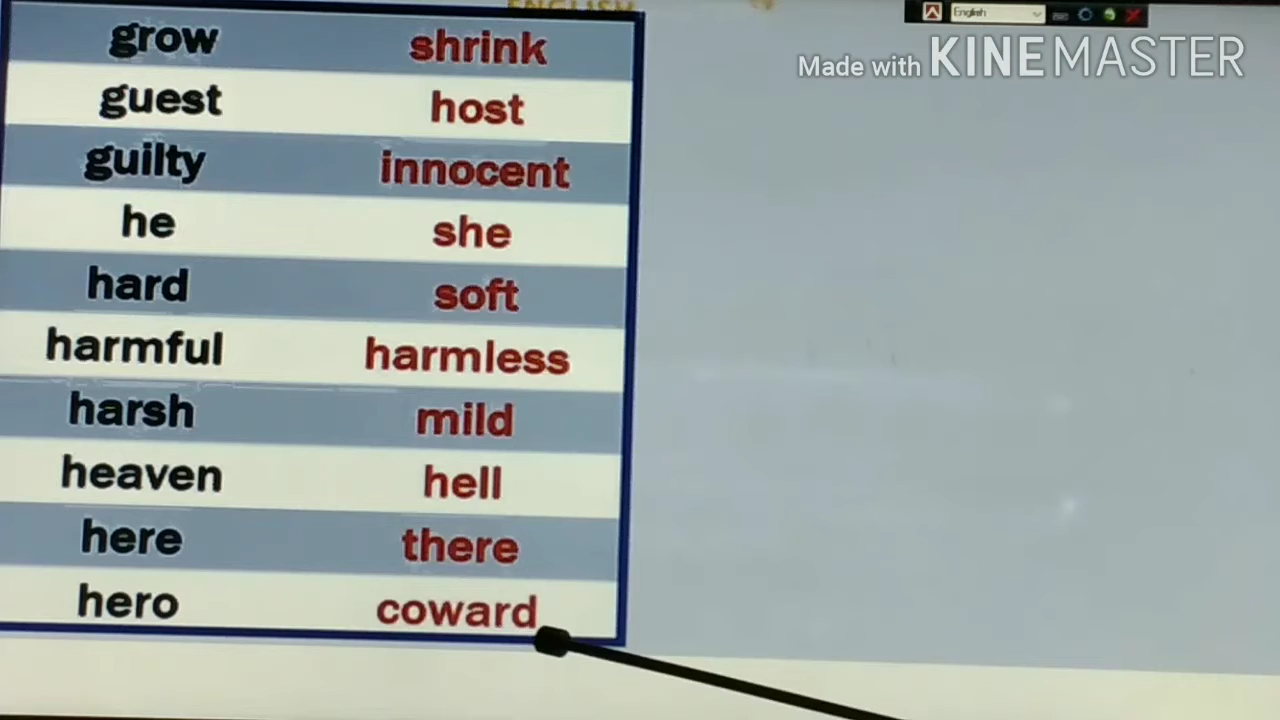 ENGLISH
English
Made with KINEMASTER
grow shrink
guest host
guilty innocent
he she
hard soft
harmful harmless
harsh mild
heaven hell
here there
hero coward